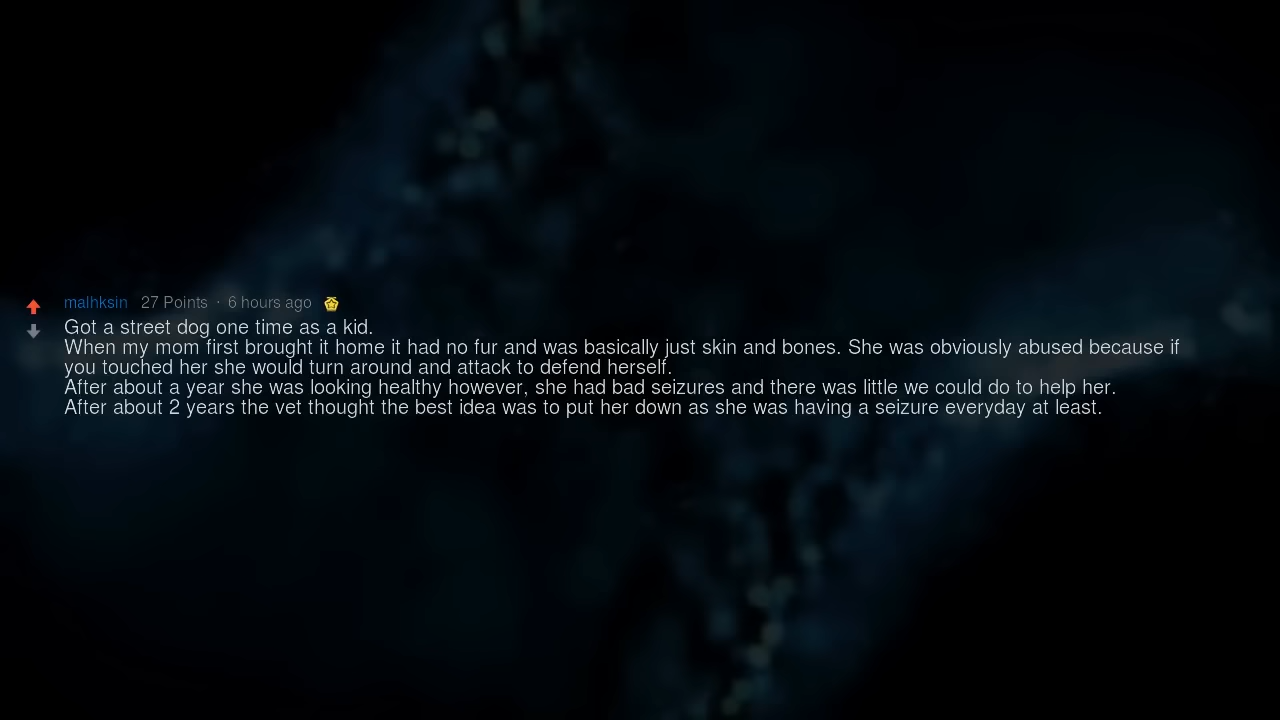 malhksin 27 Points · 6 hours ago
Got a street dog one time as a kid.
When my mom first brought it home it had no fur and was basically just skin and bones. She was obviously abused because if
you touched her she would turn around and attack to defend herself.
After about a year she was looking healthy however, she had bad seizures and there was little we could do to help her.
After about 2 years the vet thought the best idea was to put her down as she was having a seizure everyday at least.